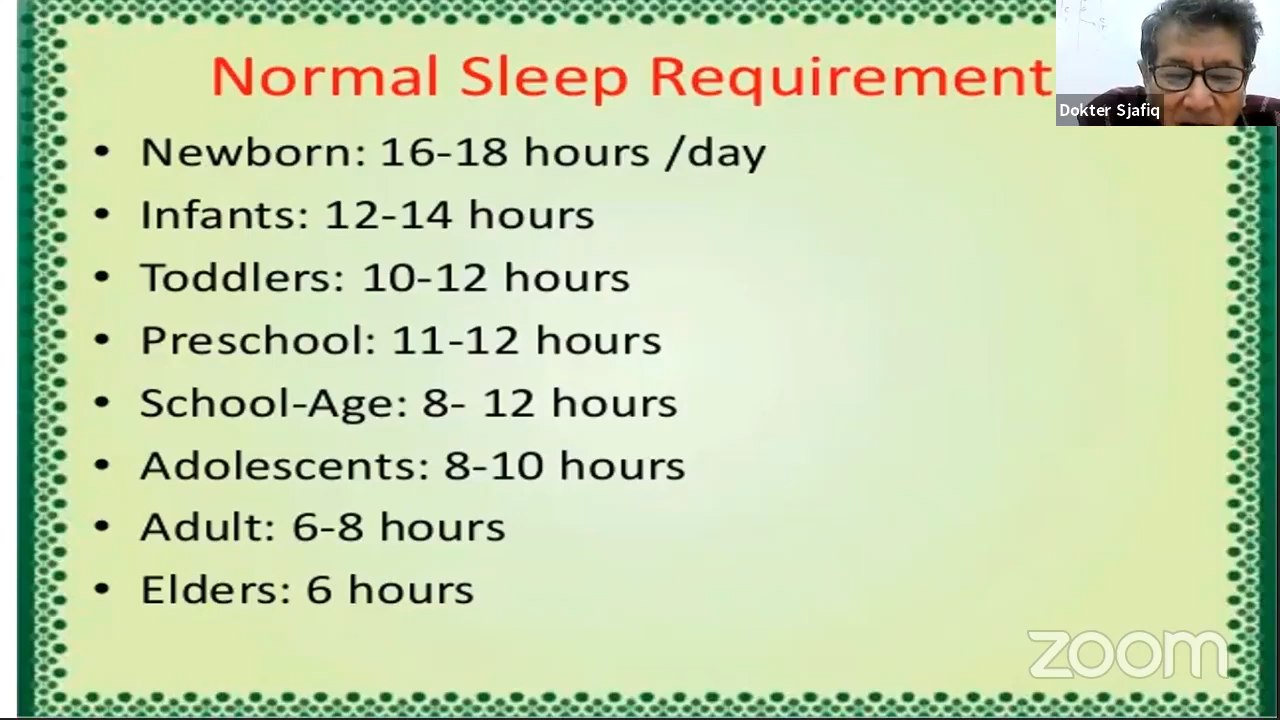 Normal Sleep Requirement
Dokter Sjafiq
• Newborn: 16-18 hours /day
• Infants: 12-14 hours
• Toddlers: 10-12 hours
• Preschool: 11-12 hours
• School-Age: 8- 12 hours
• Adolescents: 8-10 hours
• Adult: 6-8 hours
• Elders: 6 hours
zoom